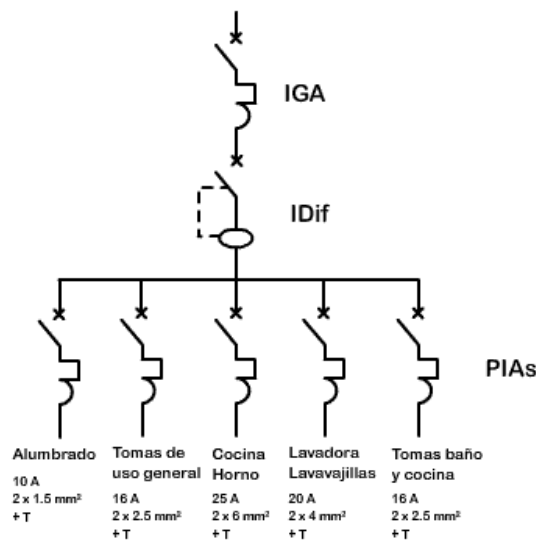 IGA
IDif
PIAs
Alumbrado
10 A
2 x 1.5 mm²
+ T
Tomas de
uso general
16 A
2 x 2.5 mm²
+ T
Cocina
Horno
25 A
2 x 6 mm²
+ T
Lavadora
Lavavajillas
20 A
2 x 4 mm²
+ T
Tomas baño
y cocina
16 A
2 x 2.5 mm²
+ T